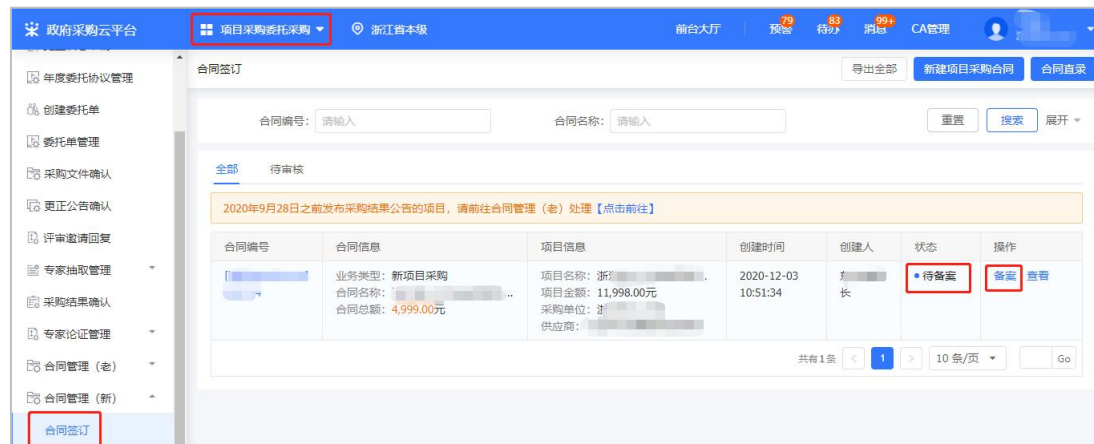 政府采购云平台
项目采购委托采购
浙江省本级
前台大厅
预警
79
待办
83
消息
99+
CA管理
年度委托协议管理
创建委托单
委托单管理
采购文件确认
更正公告确认
评审邀请回复
专家抽取管理
采购结果确认
专家论证管理
合同管理（老）
合同管理（新）
合同签订
合同签订
导出全部
新建项目采购合同
合同直录
合同编号： 请输入
合同名称： 请输入
重置
搜索
展开
全部
待审核
2020年9月28日之前发布采购结果公告的项目，请前往合同管理（老）处理【点击前往】
合同编号 合同信息 项目信息 创建时间 创建人 状态 操作
业务类型：新项目采购
合同名称：
...
合同总额：4,999.00元
项目名称：浙
项目金额：11,998.00元
采购单位：
供应商：
2020-12-03
10:51:34
长
待备案
备案 查看
共有1条 < 1 > 10 条/页 Go